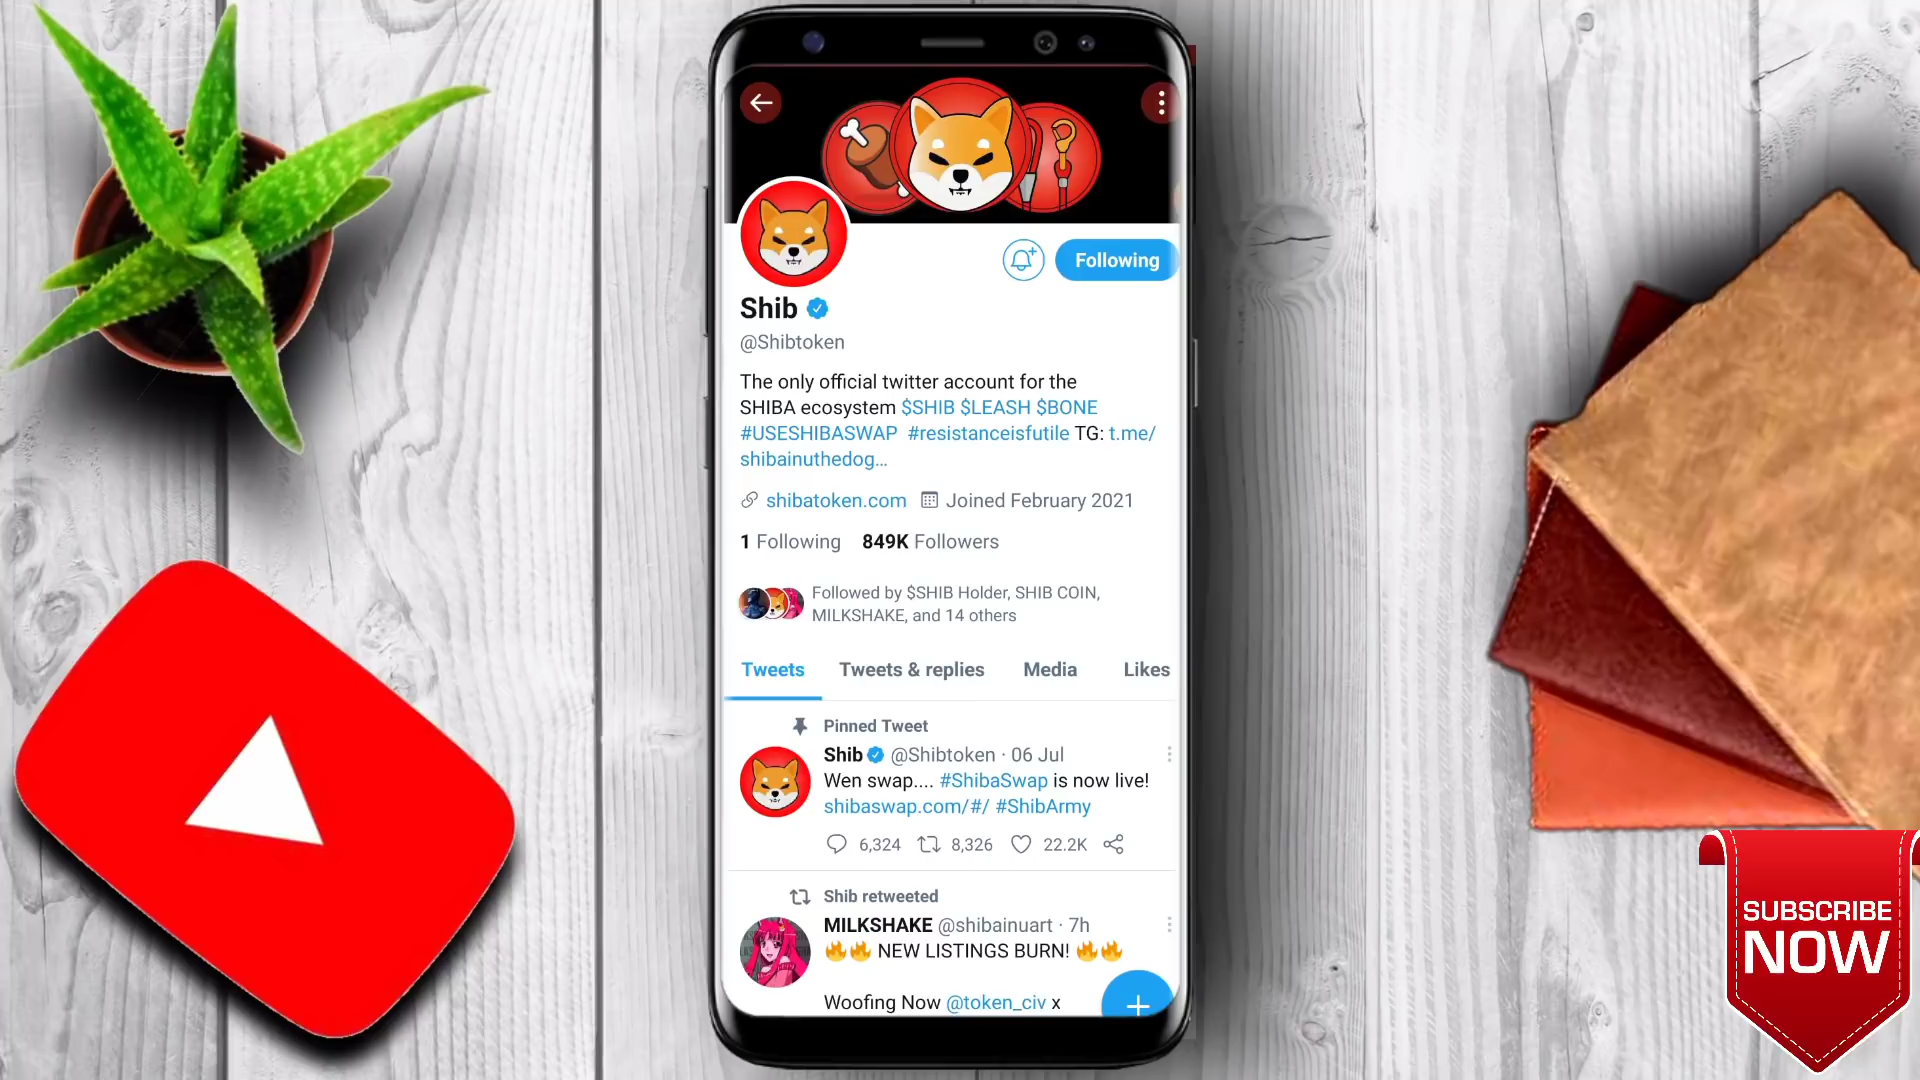 Following
Shib
@Shibtoken
The only official twitter account for the
SHIBA ecosystem $SHIB $LEASH $BONE
#USESHIBASWAP #resistanceisfutile TG: t.me/
shibainuthedog...
shibatoken.com Joined February 2021
1 Following 849K Followers
Followed by $SHIB Holder, SHIB COIN,
MILKSHAKE, and 14 others
Tweets Tweets & replies Media Likes
Pinned Tweet
Shib @Shibtoken · 06 Jul
Wen swap.... #ShibaSwap is now live!
shibaswap.com/#/ #ShibArmy
6,324 8,326 22.2K
Shib retweeted
MILKSHAKE @shibainuart · 7h
🔥🔥 NEW LISTINGS BURN! 🔥🔥
Woofing Now @token_civ x
SUBSCRIBE
NOW